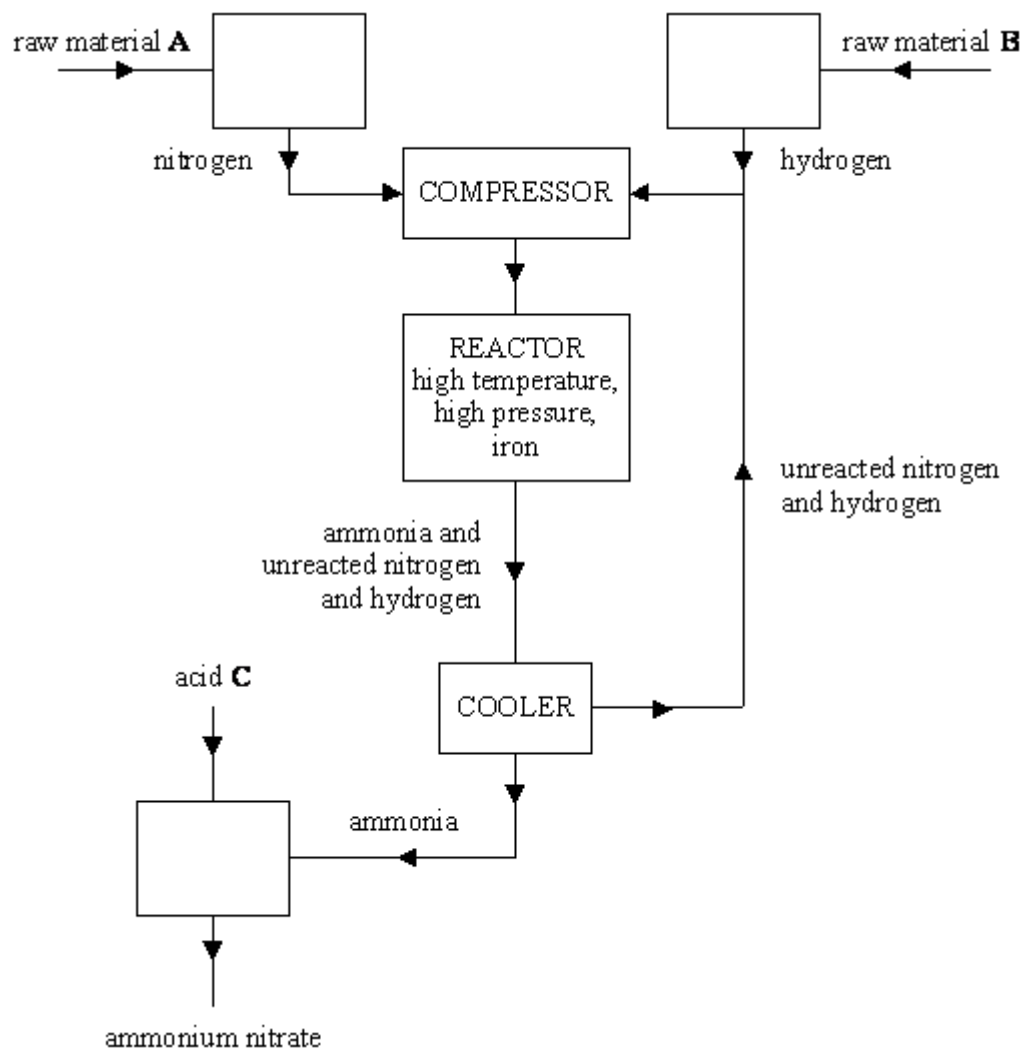 raw material A
raw material B
nitrogen
hydrogen
COMPRESSOR
REACTOR
high temperature,
high pressure,
iron
unreacted nitrogen
and hydrogen
ammonia and
unreacted nitrogen
and hydrogen
acid C
COOLER
ammonia
ammonium nitrate